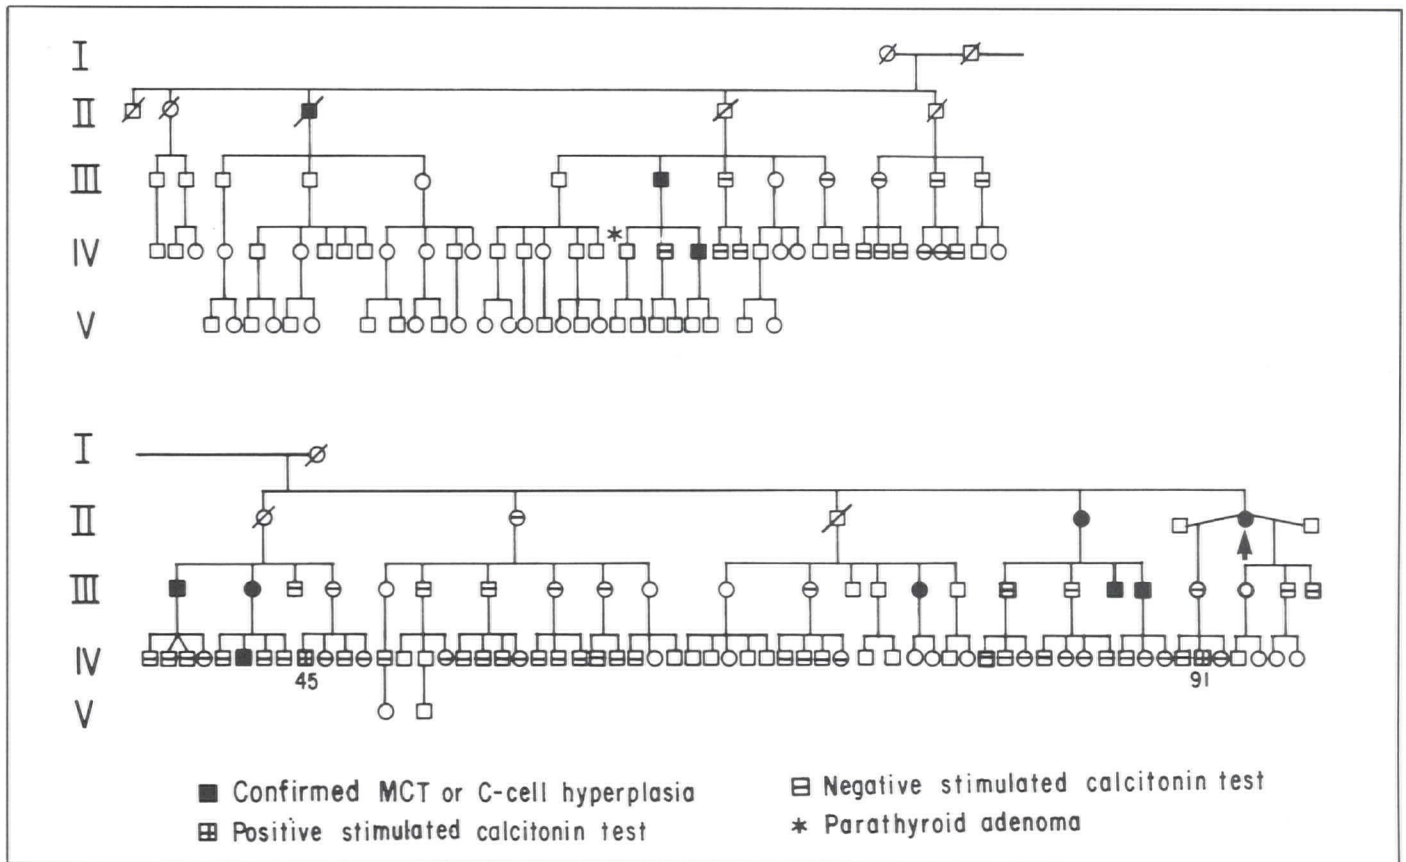 I
II
III
IV
V
I
II
III
IV
45
91
V
■ Confirmed MCT or C-cell hyperplasia
⊟ Negative stimulated calcitonin test
⊞ Positive stimulated calcitonin test
* Parathyroid adenoma